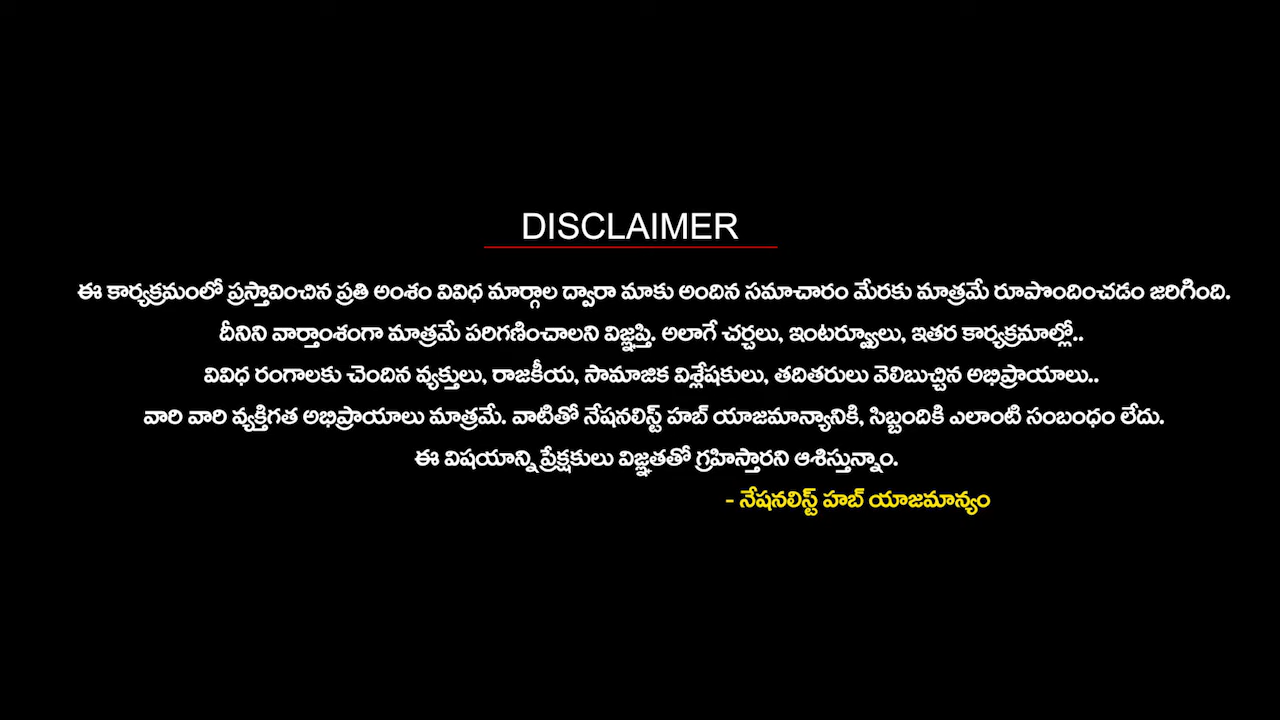 DISCLAIMER
ఈ కార్యక్రమంలో ప్రస్తావించిన ప్రతి అంశం వివిధ మార్గాల ద్వారా మాకు అందిన సమాచారం మేరకు మాత్రమే రూపొందించడం జరిగింది.
దీనిని వార్తాంశంగా మాత్రమే పరిగణించాలని విజ్ఞప్తి. అలాగే చర్చలు, ఇంటర్వ్యూలు, ఇతర కార్యక్రమాల్లో..
వివిధ రంగాలకు చెందిన వ్యక్తులు, రాజకీయ, సామాజిక విశ్లేషకులు, తదితరులు వెలిబుచ్చిన అభిప్రాయాలు..
వారి వారి వ్యక్తిగత అభిప్రాయాలు మాత్రమే. వాటితో నేషనలిస్ట్ హబ్ యాజమాన్యానికి, సిబ్బందికి ఎలాంటి సంబంధం లేదు.
ఈ విషయాన్ని ప్రేక్షకులు విజ్ఞతతో గ్రహిస్తారని ఆశిస్తున్నాం.
- నేషనలిస్ట్ హబ్ యాజమాన్యం